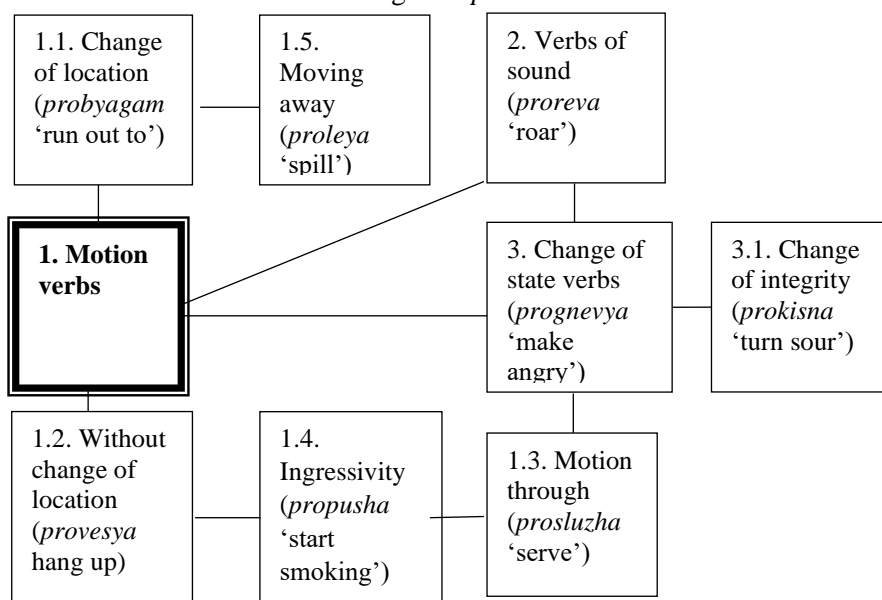 1.1. Change
of location
(probyagam
‘run out to’)
1.5.
Moving
away
(proleya
‘spill’)
2. Verbs of
sound
(proreva
‘roar’)
1. Motion
verbs
3. Change of
state verbs
(prognevya
‘make
angry’)
3.1. Change
of integrity
(prokisna
‘turn sour’)
1.2. Without
change of
location
(provesya
hang up)
1.4.
Ingressivity
(propusha
‘start
smoking’)
1.3. Motion
through
(prosluzha
‘serve’)